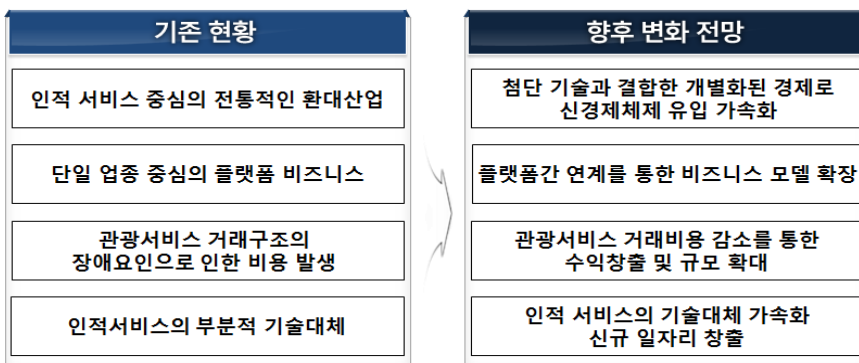 기존 현황
인적 서비스 중심의 전통적인 환대산업
단일 업종 중심의 플랫폼 비즈니스
관광서비스 거래구조의
장애요인으로 인한 비용 발생
인적서비스의 부분적 기술대체
향후 변화 전망
첨단 기술과 결합한 개별화된 경제로
신경제체제 유입 가속화
플랫폼간 연계를 통한 비즈니스 모델 확장
관광서비스 거래비용 감소를 통한
수익창출 및 규모 확대
인적 서비스의 기술대체 가속화
신규 일자리 창출